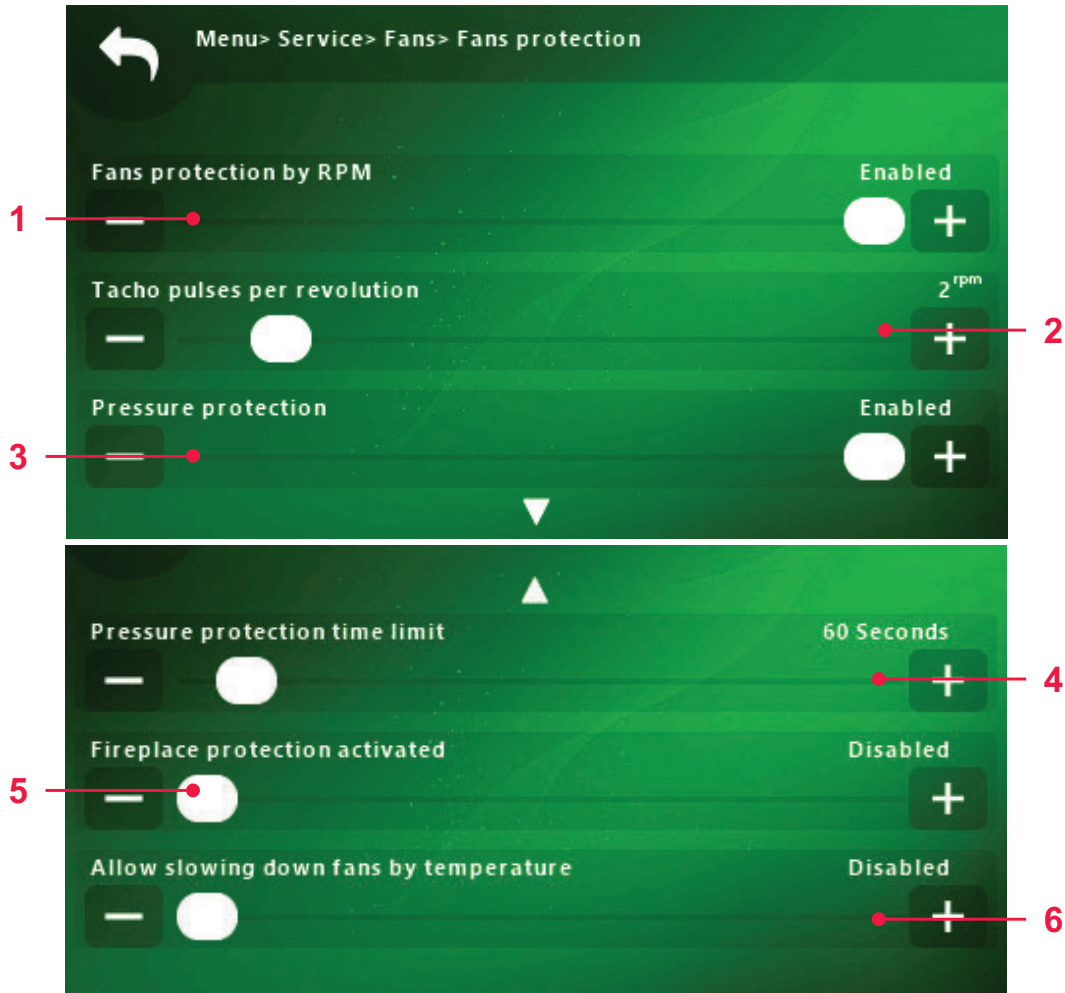 Menu> Service> Fans> Fans protection
Fans protection by RPM Enabled
1
Tacho pulses per revolution 2 rpm
2
Pressure protection Enabled
3
Pressure protection time limit 60 Seconds
4
Fireplace protection activated Disabled
5
Allow slowing down fans by temperature Disabled
6